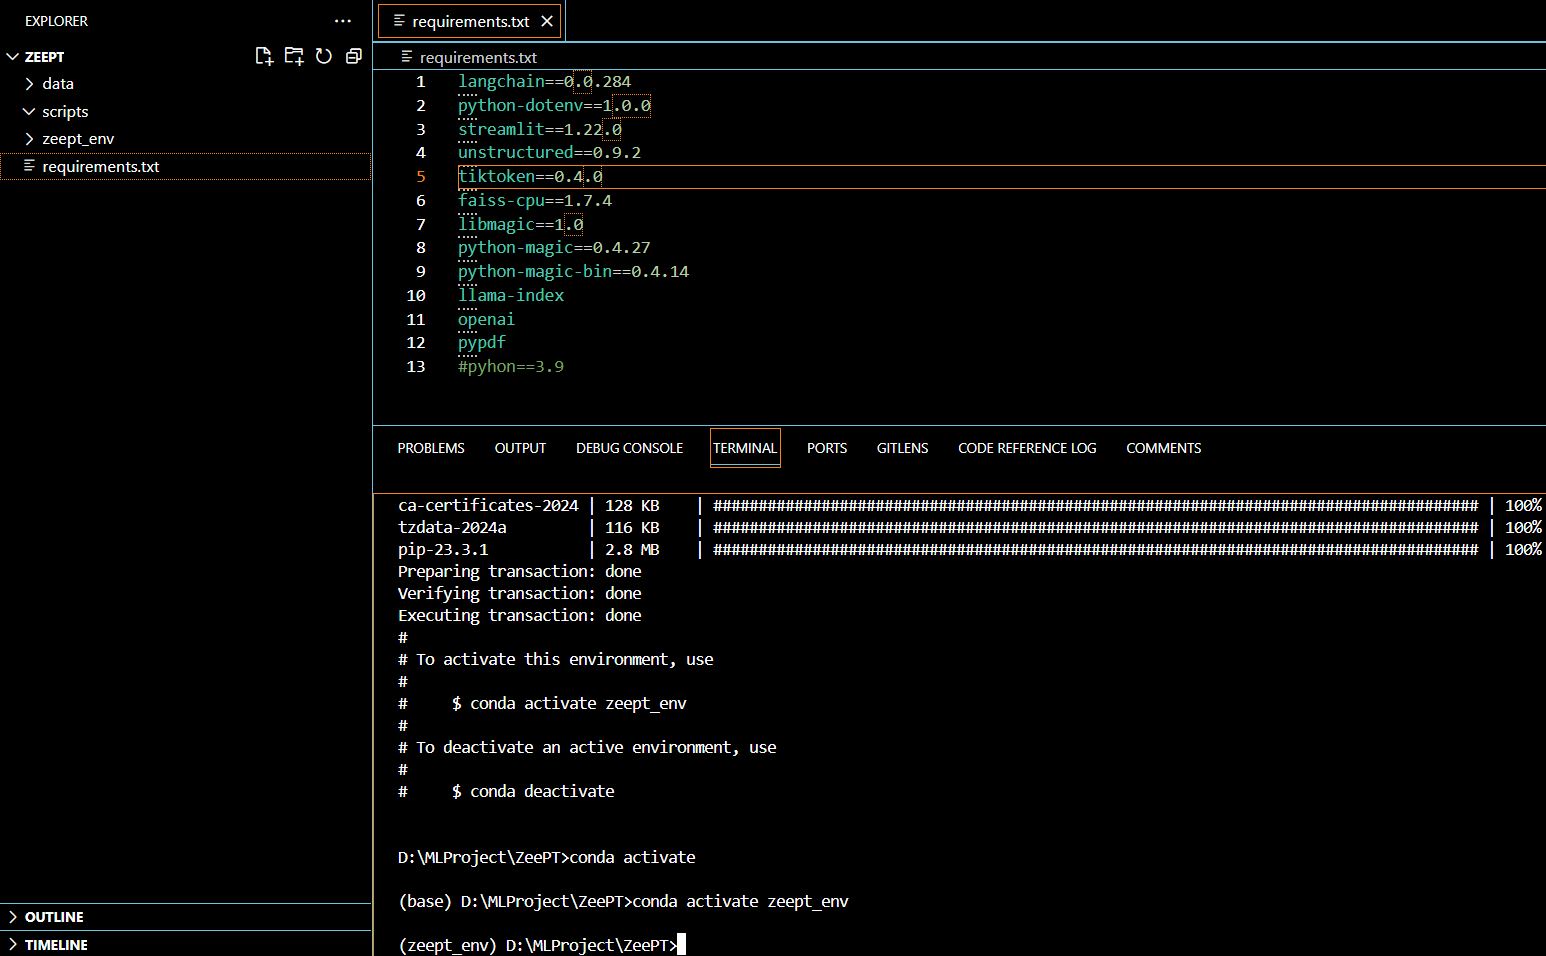 EXPLORER
ZEEPT
data
scripts
zeept_env
requirements.txt
OUTLINE
TIMELINE
requirements.txt
requirements.txt
1 langchain==0.0.284
2 python-dotenv==1.0.0
3 streamlit==1.22.0
4 unstructured==0.9.2
5 tiktoken==0.4.0
6 faiss-cpu==1.7.4
7 libmagic==1.0
8 python-magic==0.4.27
9 python-magic-bin==0.4.14
10 llama-index
11 openai
12 pypdf
13 #pyhon==3.9
PROBLEMS OUTPUT DEBUG CONSOLE TERMINAL PORTS GITLENS CODE REFERENCE LOG COMMENTS
ca-certificates-2024 | 128 KB | ##################################################################################### | 100%
tzdata-2024a | 116 KB | ##################################################################################### | 100%
pip-23.3.1 | 2.8 MB | ##################################################################################### | 100%
Preparing transaction: done
Verifying transaction: done
Executing transaction: done
#
# To activate this environment, use
#
# $ conda activate zeept_env
#
# To deactivate an active environment, use
#
# $ conda deactivate
D:\MLProject\ZeePT>conda activate
(base) D:\MLProject\ZeePT>conda activate zeept_env
(zeept_env) D:\MLProject\ZeePT>